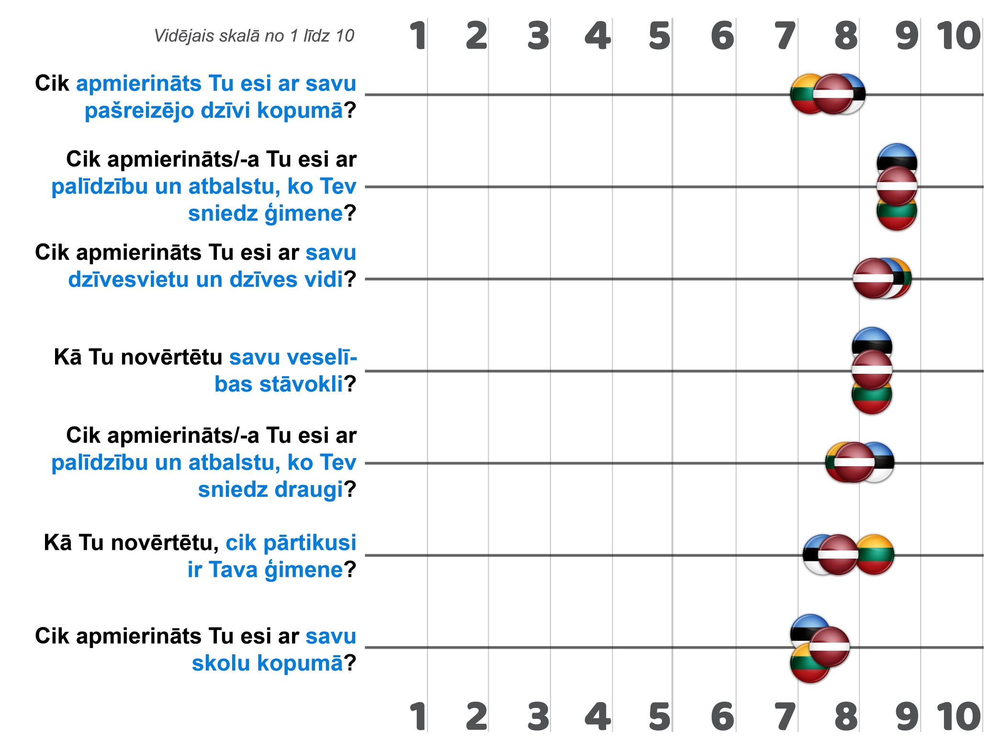 Vidējais skalā no 1 līdz 10
1 2 3 4 5 6 7 8 9 10
Cik apmierināts Tu esi ar savu
pašreizējo dzīvi kopumā?
Cik apmierināts/-a Tu esi ar
palīdzību un atbalstu, ko Tev
sniedz ģimene?
Cik apmierināts Tu esi ar savu
dzīvesvietu un dzīves vidi?
Kā Tu novērtētu savu veselī-
bas stāvokli?
Cik apmierināts/-a Tu esi ar
palīdzību un atbalstu, ko Tev
sniedz draugi?
Kā Tu novērtētu, cik pārtikusi
ir Tava ģimene?
Cik apmierināts Tu esi ar savu
skolu kopumā?
1 2 3 4 5 6 7 8 9 10